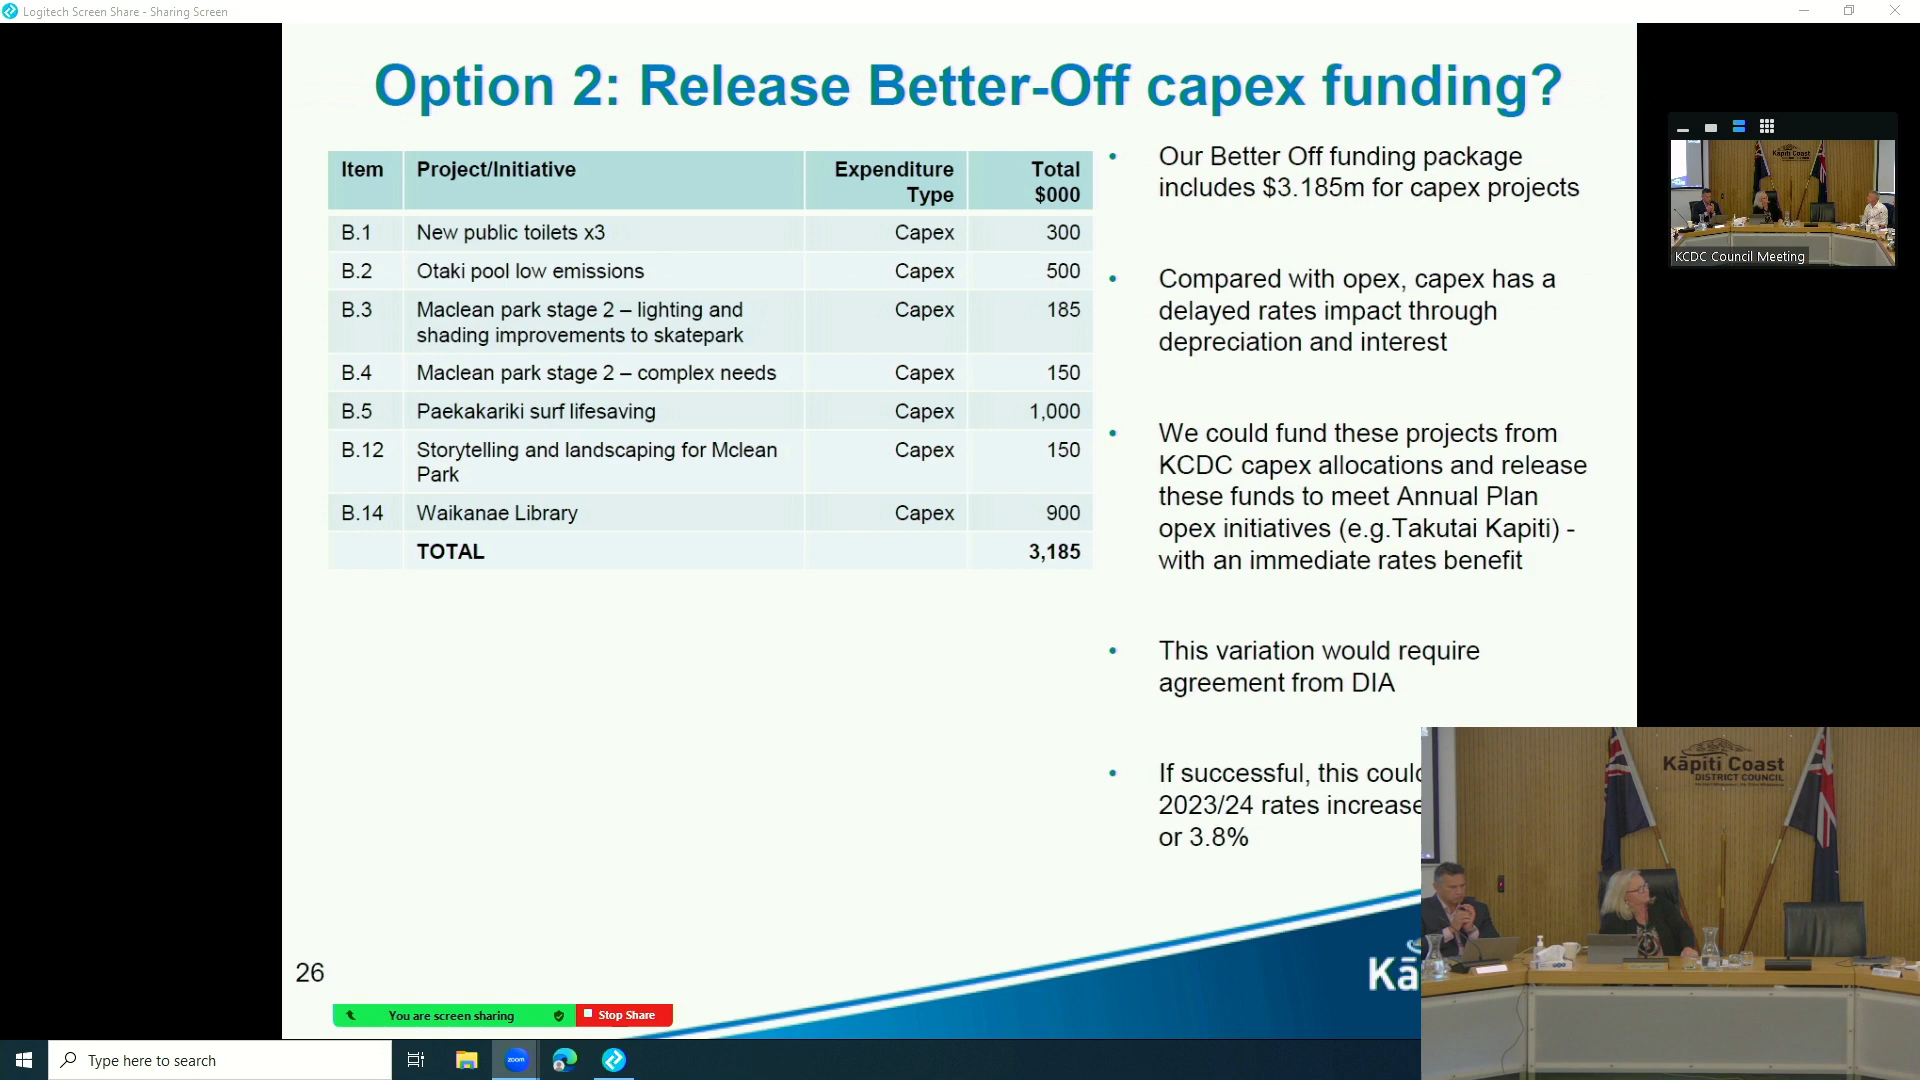 Logitech Screen Share - Sharing Screen
Option 2: Release Better-Off capex funding?
Item Project/Initiative Expenditure Type Total $000
B.1 New public toilets x3 Capex 300
B.2 Otaki pool low emissions Capex 500
B.3 Maclean park stage 2 – lighting and Capex 185
shading improvements to skatepark
B.4 Maclean park stage 2 – complex needs Capex 150
B.5 Paekakariki surf lifesaving Capex 1,000
B.12 Storytelling and landscaping for Mclean Capex 150
Park
B.14 Waikanae Library Capex 900
TOTAL 3,185
• Our Better Off funding package
includes $3.185m for capex projects
• Compared with opex, capex has a
delayed rates impact through
depreciation and interest
• We could fund these projects from
KCDC capex allocations and release
these funds to meet Annual Plan
opex initiatives (e.g.Takutai Kapiti) -
with an immediate rates benefit
• This variation would require
agreement from DIA
• If successful, this could
2023/24 rates increase
or 3.8%
26
Kā
You are screen sharing
Stop Share
Type here to search
zoom
Kāpiti Coast
KCDC Council Meeting
Kāpiti Coast
DISTRICT COUNCIL